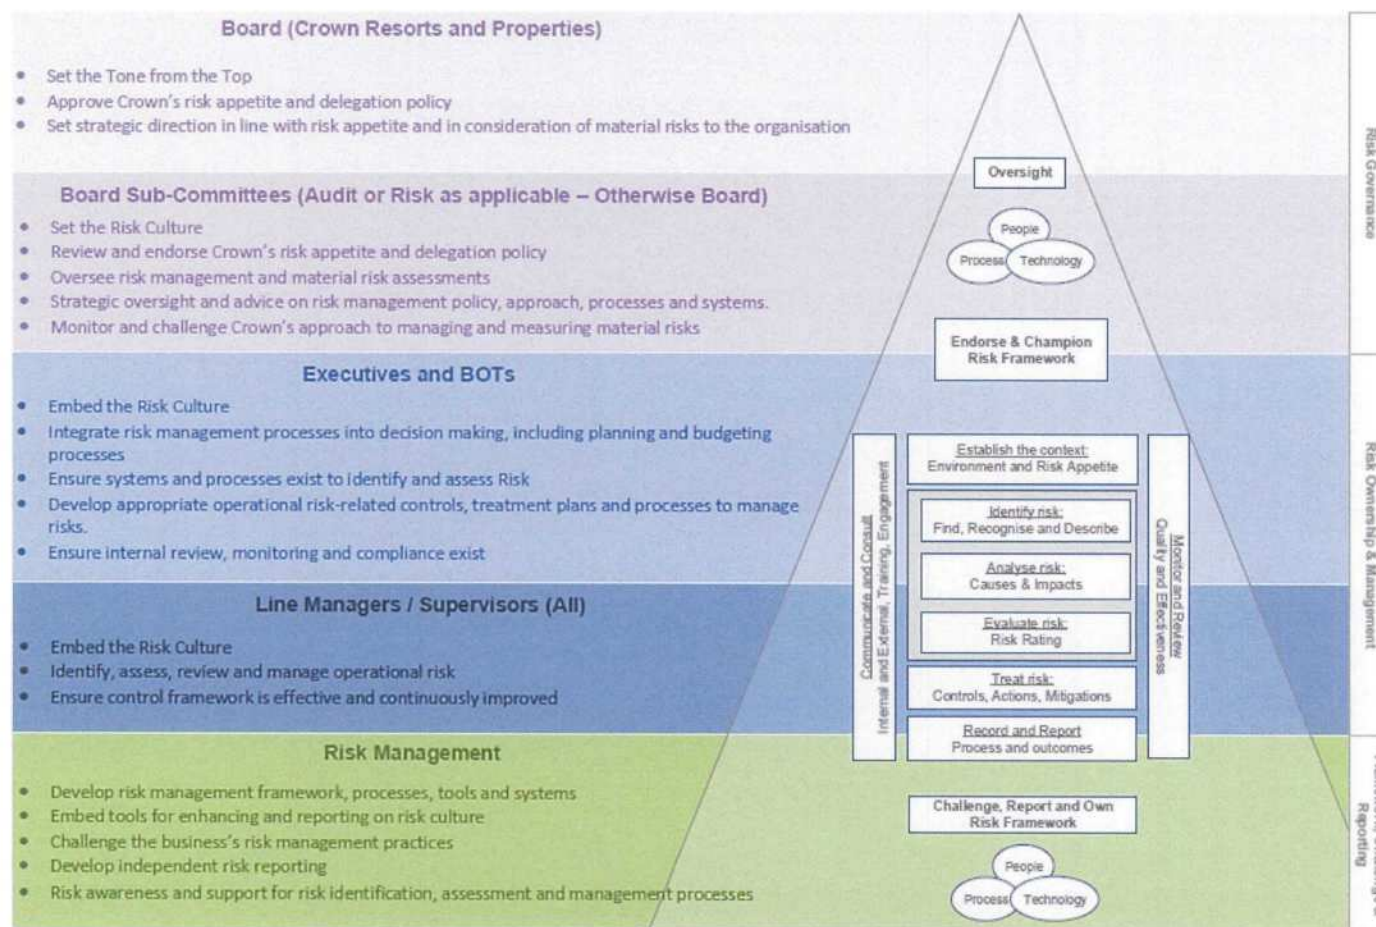 Board (Crown Resorts and Properties)
• Set the Tone from the Top
• Approve Crown's risk appetite and delegation policy
• Set strategic direction in line with risk appetite and in consideration of material risks to the organisation
Board Sub-Committees (Audit or Risk as applicable – Otherwise Board)
• Set the Risk Culture
• Review and endorse Crown's risk appetite and delegation policy
• Oversee risk management and material risk assessments
• Strategic oversight and advice on risk management policy, approach, processes and systems.
• Monitor and challenge Crown's approach to managing and measuring material risks
Executives and BOTs
• Embed the Risk Culture
• Integrate risk management processes into decision making, including planning and budgeting
processes
• Ensure systems and processes exist to identify and assess Risk
• Develop appropriate operational risk-related controls, treatment plans and processes to manage
risks.
• Ensure internal review, monitoring and compliance exist
Line Managers / Supervisors (All)
• Embed the Risk Culture
• Identify, assess, review and manage operational risk
• Ensure control framework is effective and continuously improved
Risk Management
• Develop risk management framework, processes, tools and systems
• Embed tools for enhancing and reporting on risk culture
• Challenge the business's risk management practices
• Develop independent risk reporting
• Risk awareness and support for risk identification, assessment and management processes
Oversight
People
Process
Technology
Endorse & Champion
Risk Framework
Communicate and Consult
Internal and External, Training, Engagement
Establish the context:
Environment and Risk Appetite
Identify risk:
Find, Recognise and Describe
Analyse risk:
Causes & Impacts
Evaluate risk:
Risk Rating
Treat risk:
Controls, Actions, Mitigations
Record and Report
Process and outcomes
Monitor and Review
Quality and Effectiveness
Challenge, Report and Own
Risk Framework
People
Process
Technology
Risk Governance
Risk Ownership & Management
Reporting